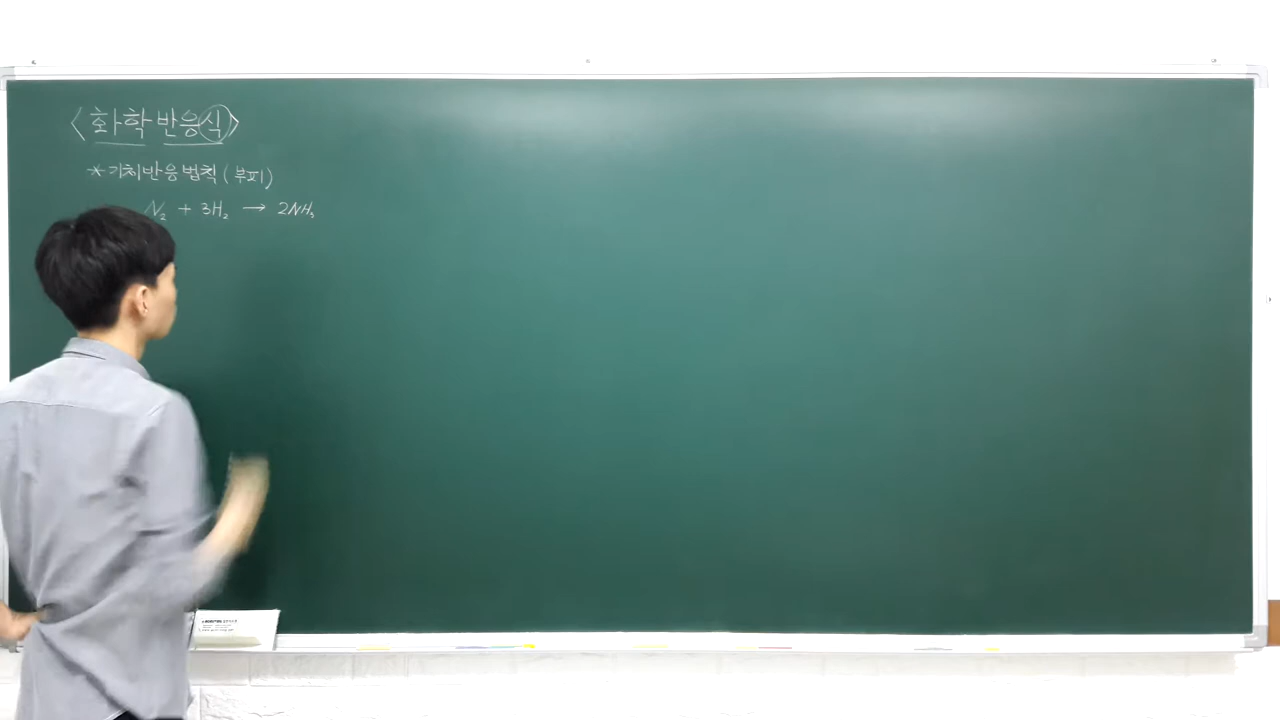 <화학반응식>
* 기체반응법칙(부피)
N₂ + 3H₂ → 2NH₃